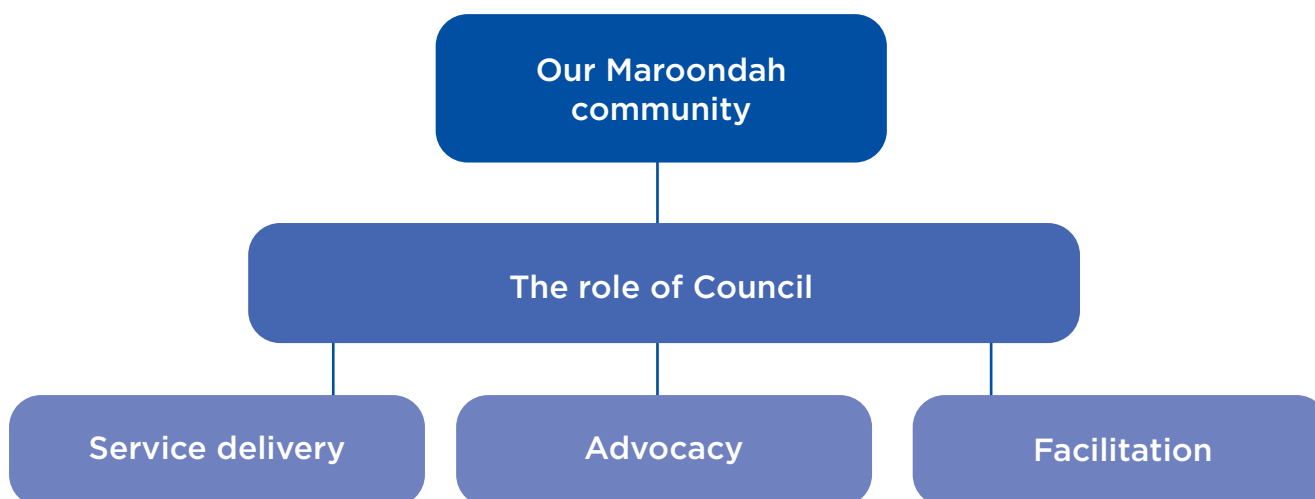 Our Maroondah
community
The role of Council
Service delivery
Advocacy
Facilitation